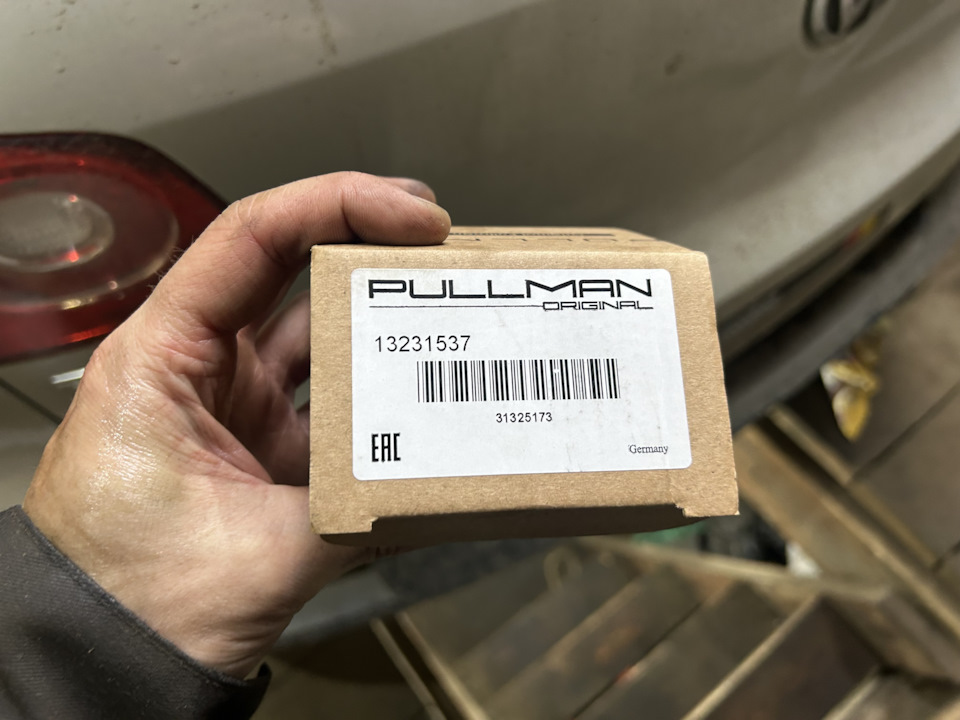 PULLMAN
ORIGINAL
13231537
31325173
EAC
Germany